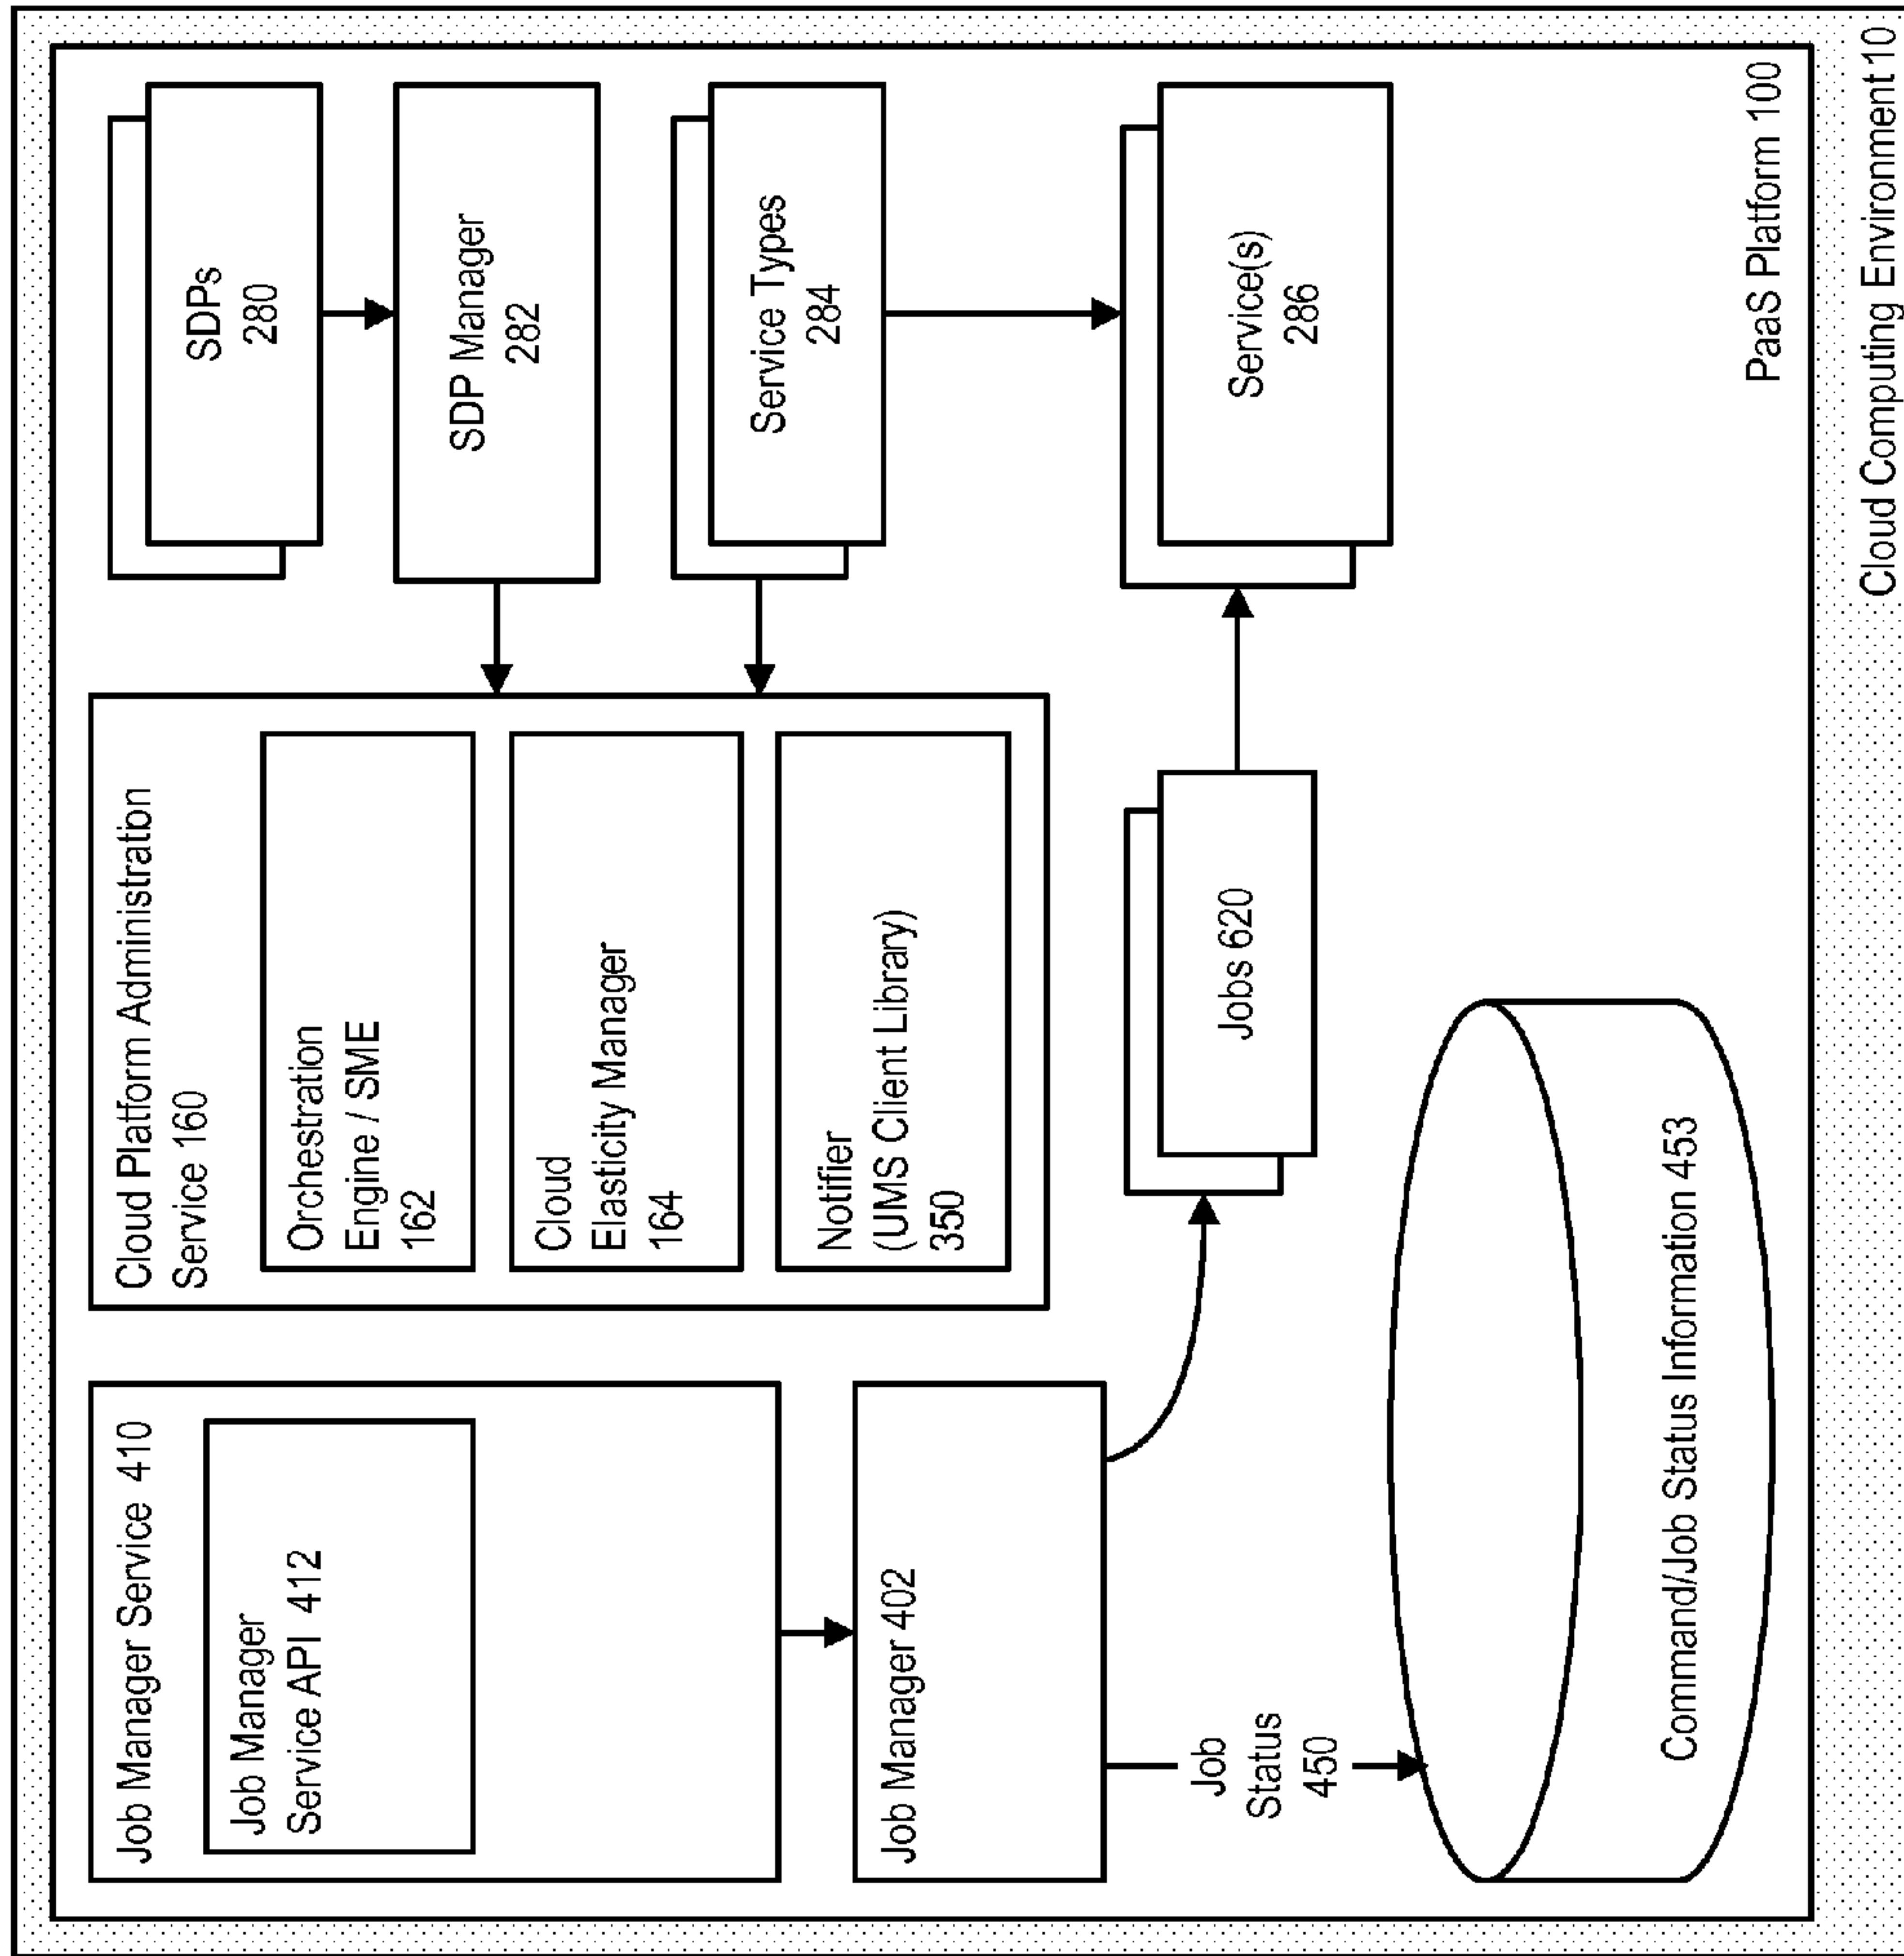 Job Manager Service 410
Job Manager
Service API 412
Job Manager 402
Job
Status
450
Command/Job Status Information 453
Cloud Platform Administration
Service 160
Orchestration
Engine / SME
162
Cloud
Elasticity Manager
164
Notifier
(UMS Client Library)
350
Jobs 620
SDPs
280
SDP Manager
282
Service Types
284
Service(s)
286
PaaS Platform 100
Cloud Computing Environment 10